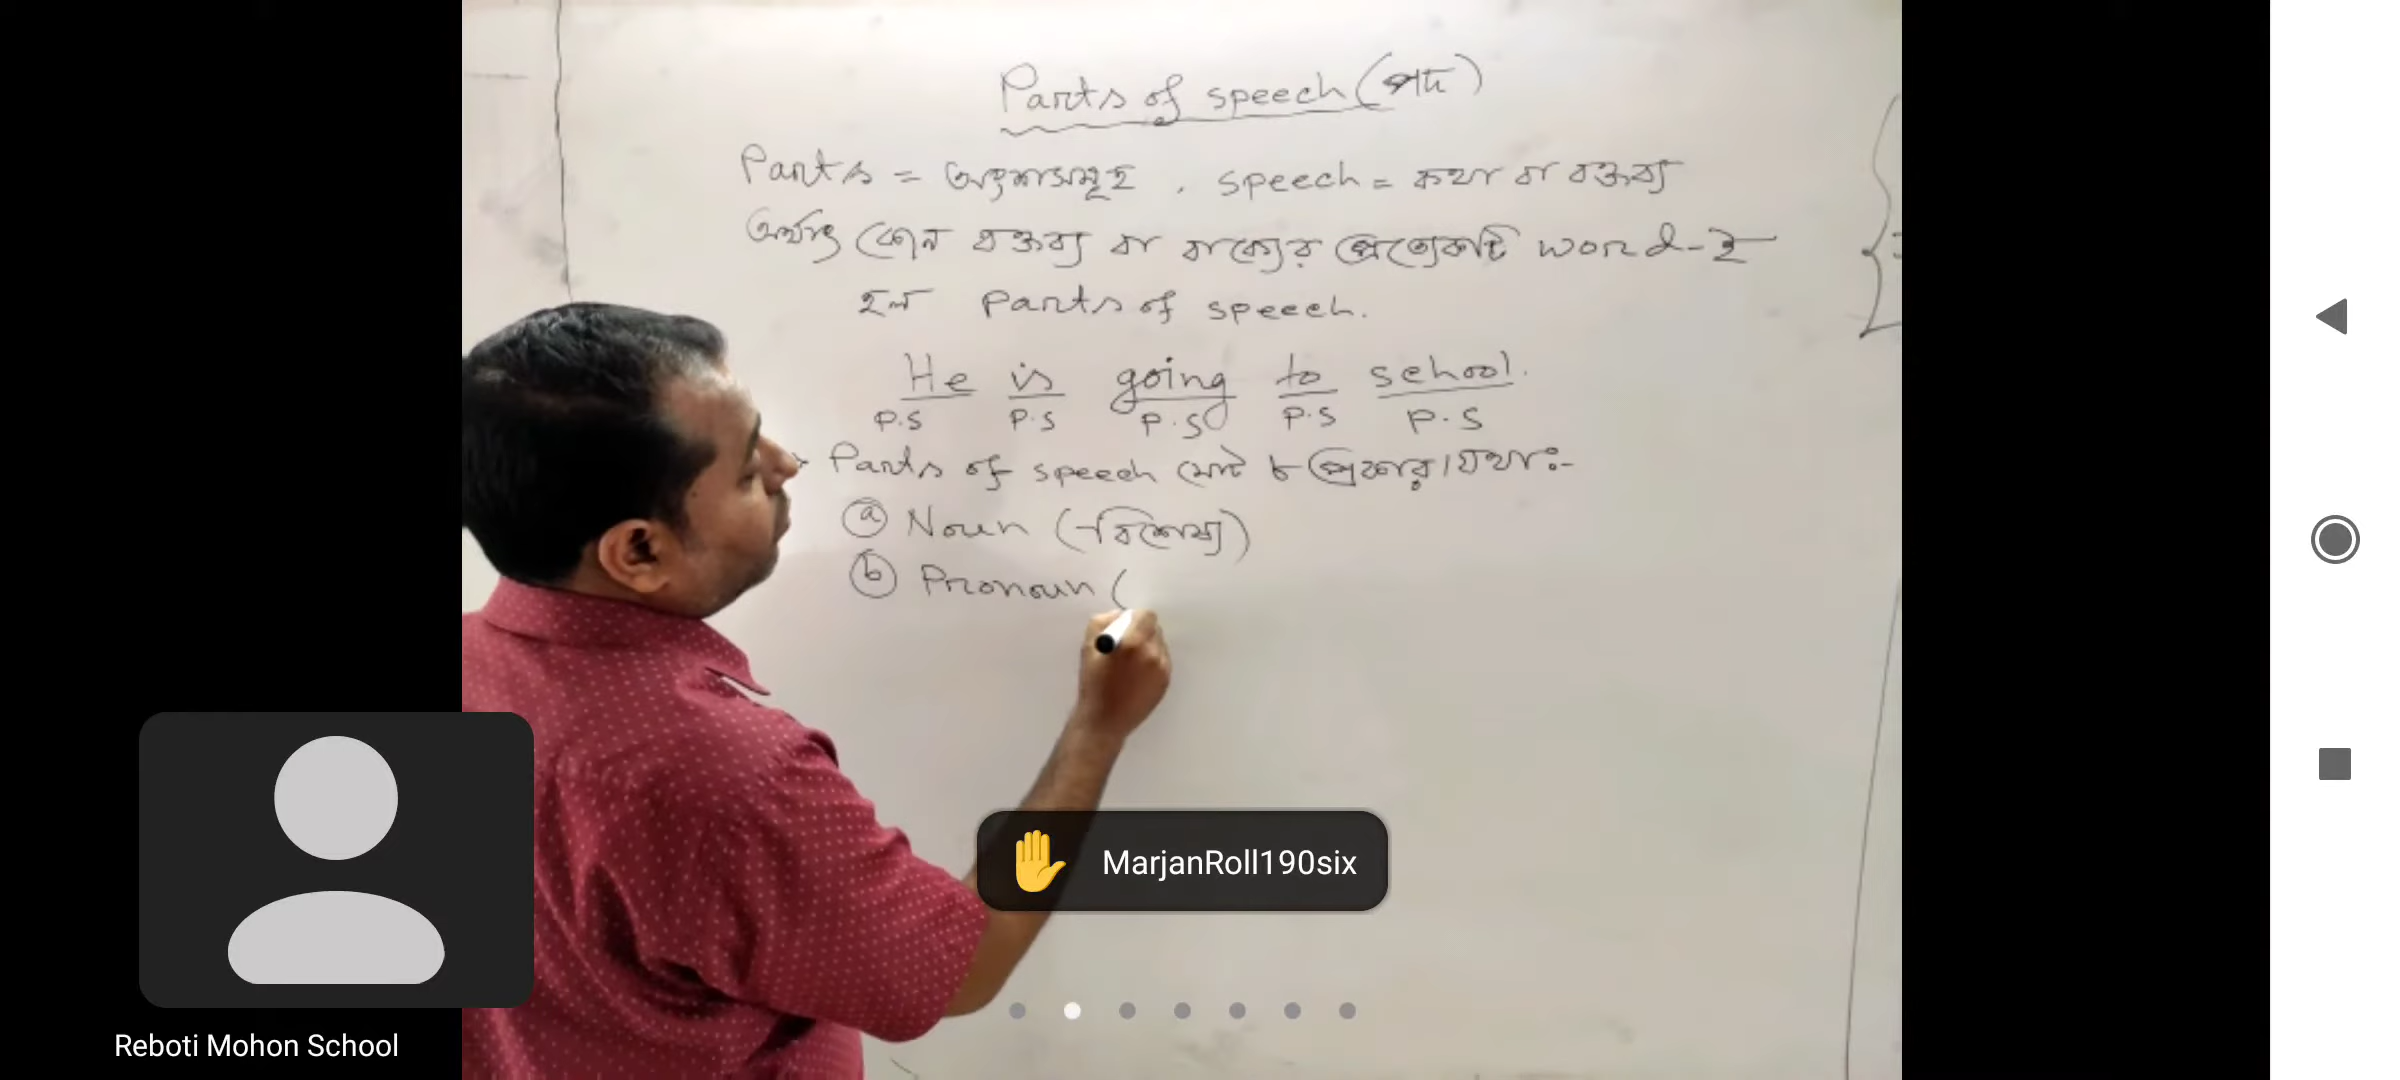 Parts of speech (পদ)
Parts = অংশসমূহ , speech = কথা বা বক্তব্য
অর্থাৎ কোন বক্তব্য বা বাক্যের প্রত্যেকটি word-ই
হল parts of speech.
He is going to school.
P.S P.S P.S P.S P.S
Parts of speech মোট ৮ প্রকার। যথাঃ-
ⓐ Noun (বিশেষ্য)
ⓑ Pronoun (
MarjanRoll190six
Reboti Mohon School